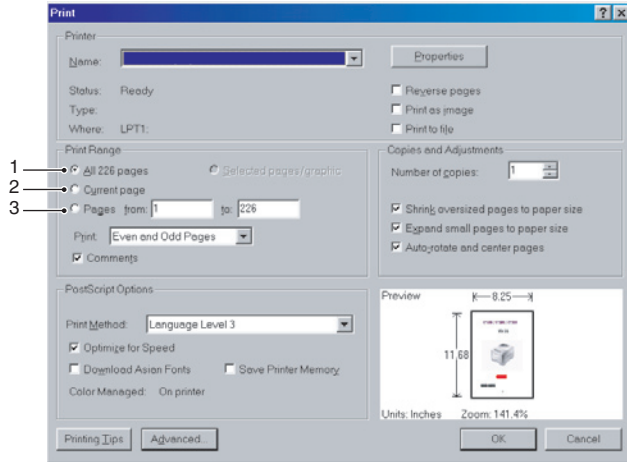 Print
Printer
Name:
Properties
Status: Ready
Reverse pages
Type:
Print as image
Where: LPT1:
Print to file
Print Range
Copies and Adjustments
1 All 226 pages
Selected pages/graphic
Number of copies: 1
2 Current page
3 Pages from: 1 to: 226
Shrink oversized pages to paper size
Print: Even and Odd Pages
Expand small pages to paper size
Comments
Auto-rotate and center pages
PostScript Options
Preview
8.25
Print Method: Language Level 3
Optimize for Speed
11.68
Download Asian Fonts
Save Printer Memory
Color Managed: On printer
Units: Inches Zoom: 141.4%
Printing Tips
Advanced...
OK
Cancel